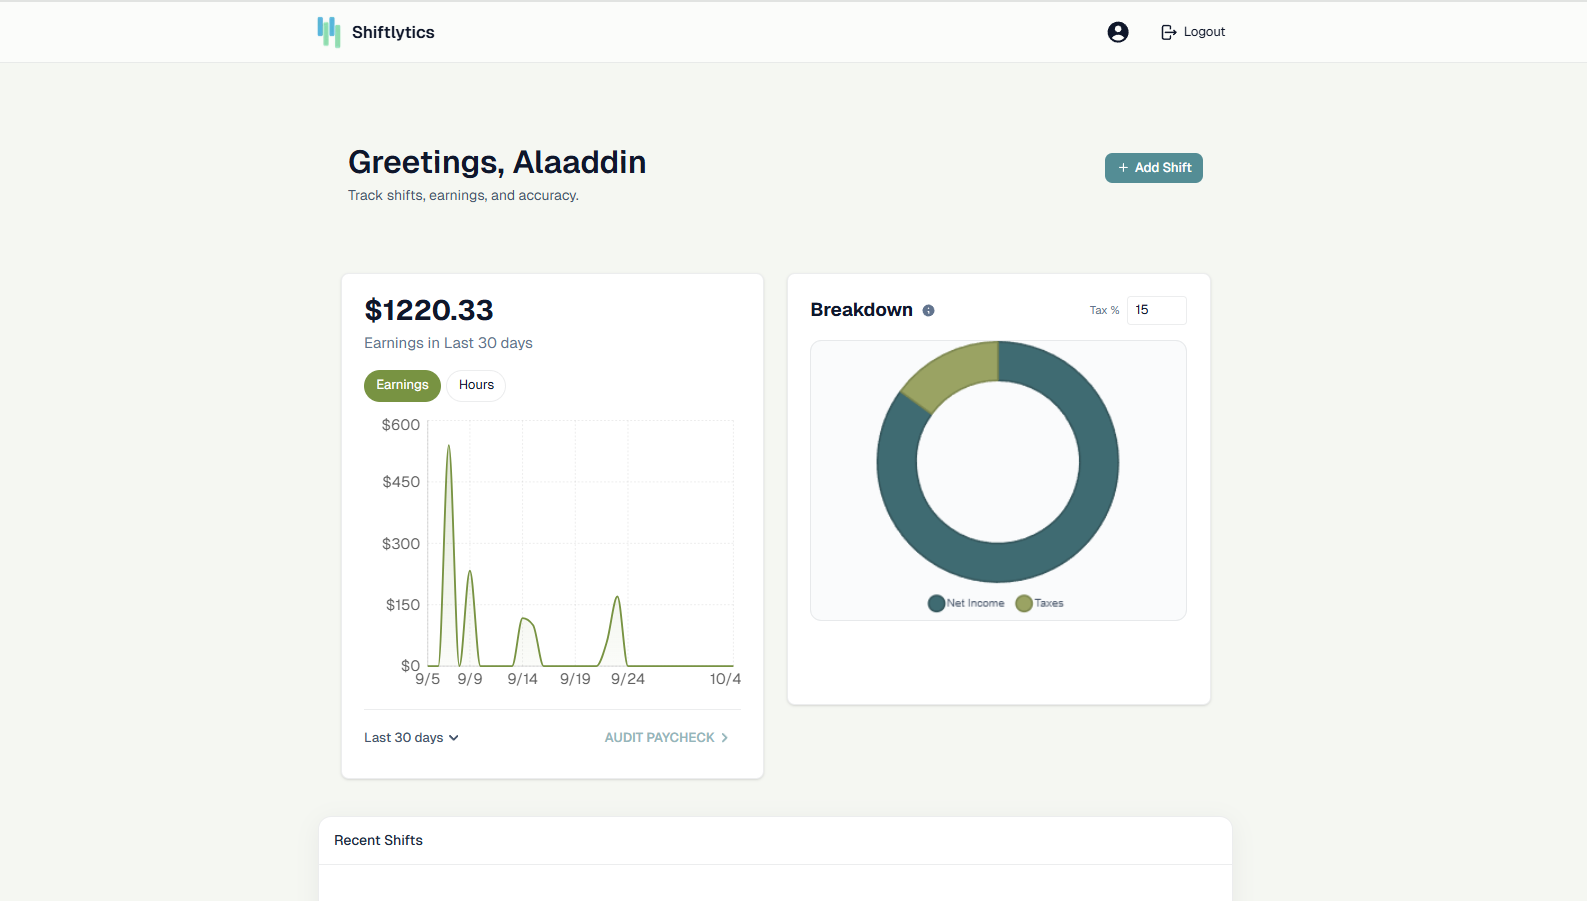 Shiftlytics
Logout
Greetings, Alaaddin
Track shifts, earnings, and accuracy.
+ Add Shift
$1220.33
Earnings in Last 30 days
Earnings
Hours
$600
$450
$300
$150
$0
9/5 9/9 9/14 9/19 9/24 10/4
Last 30 days
AUDIT PAYCHECK >
Breakdown
Tax % 15
Net Income Taxes
Recent Shifts